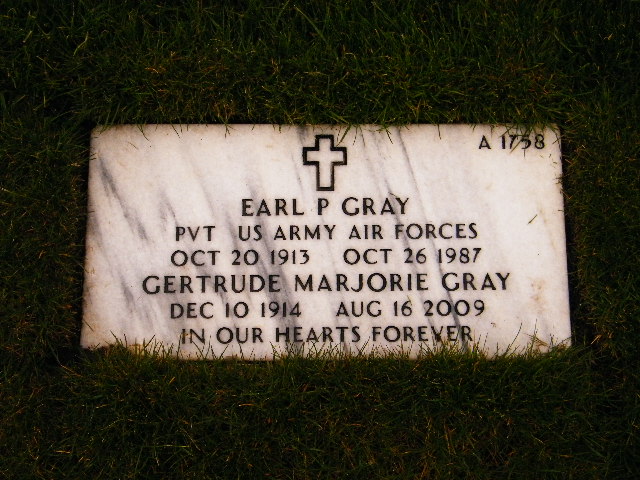 A 1758
EARL P GRAY
PVT US ARMY AIR FORCES
OCT 20 1913 OCT 26 1987
GERTRUDE MARJORIE GRAY
DEC 10 1914 AUG 16 2009
IN OUR HEARTS FOREVER